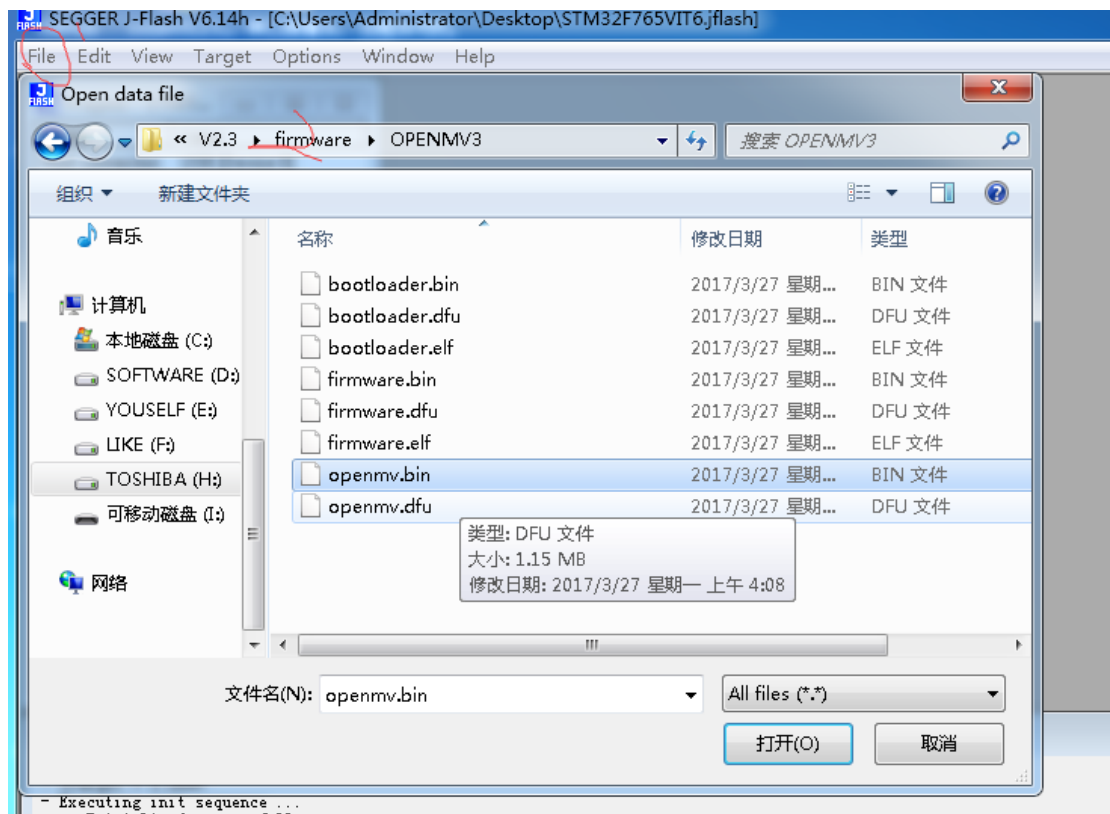 SEGGER J-Flash V6.14h - [C:\Users\Administrator\Desktop\STM32F765VIT6.jflash]
File Edit View Target Options Window Help
Open data file
« V2.3 firmware OPENMV3 搜索 OPENMV3
组织 新建文件夹
音乐
计算机
本地磁盘 (C:)
SOFTWARE (D:)
YOUSELF (E:)
LIKE (F:)
TOSHIBA (H:)
可移动磁盘 (I:)
网络
名称 修改日期 类型
bootloader.bin 2017/3/27 星期... BIN 文件
bootloader.dfu 2017/3/27 星期... DFU 文件
bootloader.elf 2017/3/27 星期... ELF 文件
firmware.bin 2017/3/27 星期... BIN 文件
firmware.dfu 2017/3/27 星期... DFU 文件
firmware.elf 2017/3/27 星期... ELF 文件
openmv.bin 2017/3/27 星期... BIN 文件
openmv.dfu 2017/3/27 星期... DFU 文件
类型: DFU 文件
大小: 1.15 MB
修改日期: 2017/3/27 星期一 上午 4:08
文件名(N): openmv.bin All files (*.*)
打开(O) 取消
- Executing init sequence ...